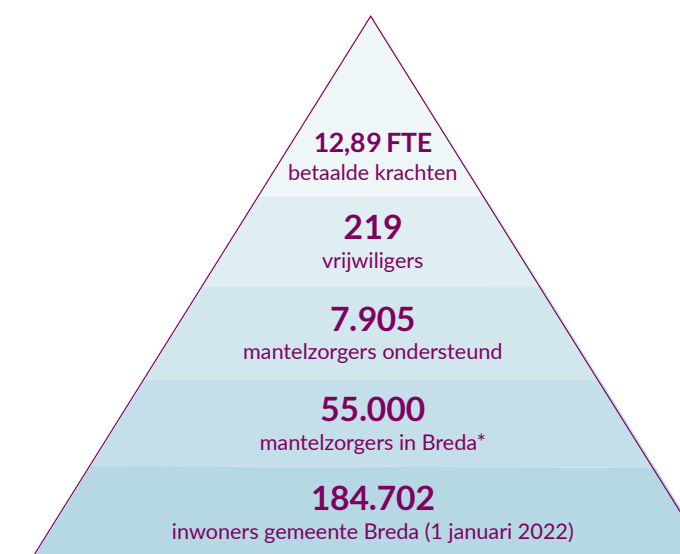 12,89 FTE
betaalde krachten
219
vrijwiligers
7.905
mantelzorgers ondersteund
55.000
mantelzorgers in Breda*
184.702
inwoners gemeente Breda (1 januari 2022)